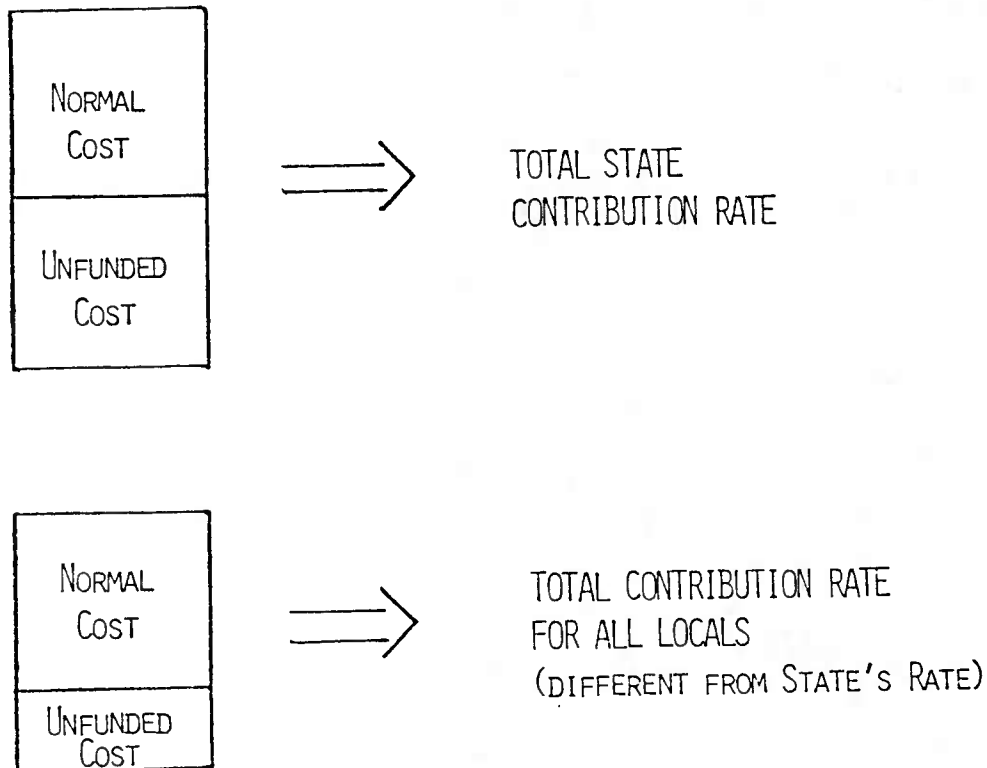 Normal
Cost
TOTAL STATE
CONTRIBUTION RATE
Unfunded
Cost
Normal
Cost
TOTAL CONTRIBUTION RATE
FOR ALL LOCALS
(DIFFERENT FROM STATE'S RATE)
Unfunded
Cost